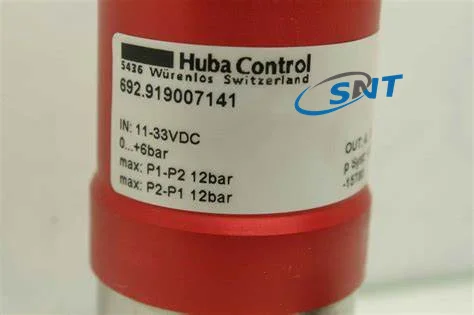 Huba Control
5436 Würenlos Switzerland
692.919007141
SNT
IN: 11-33VDC
0...+6bar
max: P1-P2 12bar
max: P2-P1 12bar
OUT:
p